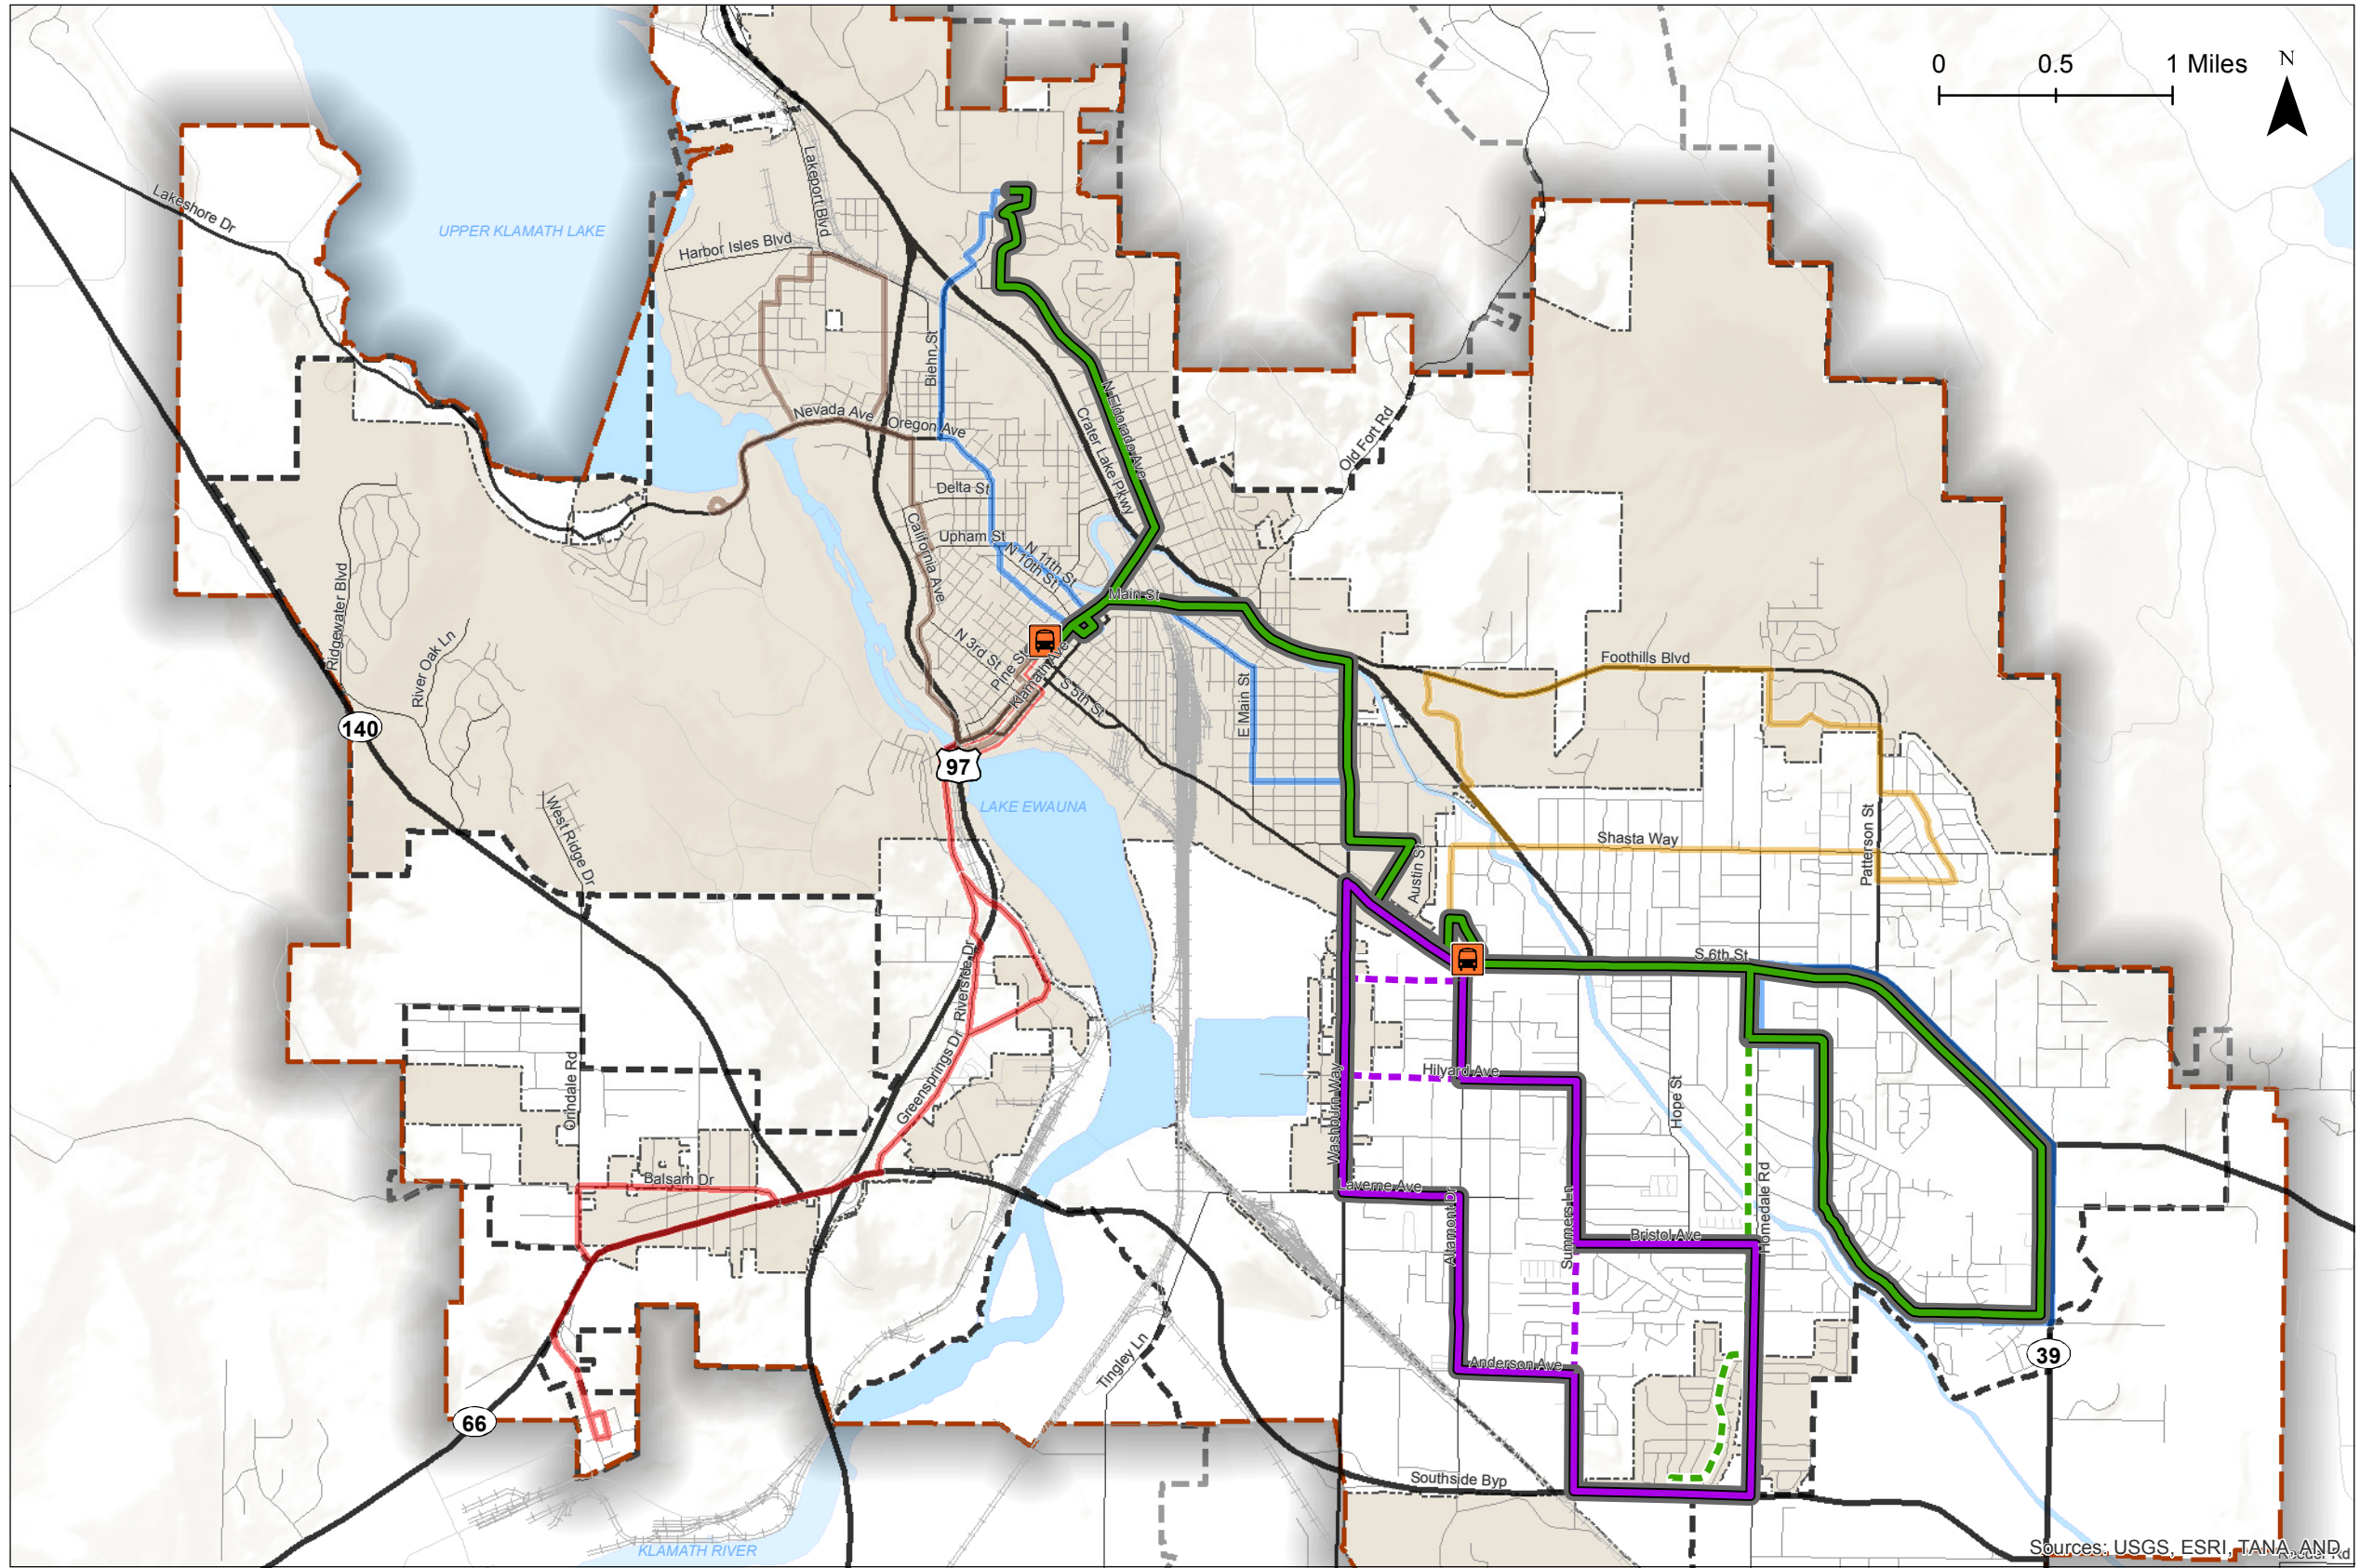 0 0.5 1 Miles
N
Lakeshore Dr
UPPER KLAMATH LAKE
Lakeport Blvd
Harbor Isles Blvd
Biehn St
Nevada Ave
Oregon Ave
N Eldorado Ave
Crater Lake Pkwy
Old Fort Rd
Delta St
California Ave
Upham St
N 11th St
N 10th St
Main St
Ridgewater Blvd
River Oak Ln
N 3rd St
Pine St
Klamath Ave
S 5th St
E Main St
Foothills Blvd
140
97
LAKE EWAUNA
West Ridge Dr
Shasta Way
Patterson St
Austin St
S 6th St
Riverside Dr
Greensprings Dr
Orindale Rd
Balsam Dr
Washburn Way
Hilyard Ave
Hope St
Laverne Ave
Altamont Dr
Summers Ln
Bristol Ave
Homedale Rd
Anderson Ave
Tingley Ln
39
66
Southside Byp
KLAMATH RIVER
Sources: USGS, ESRI, TANA, AND